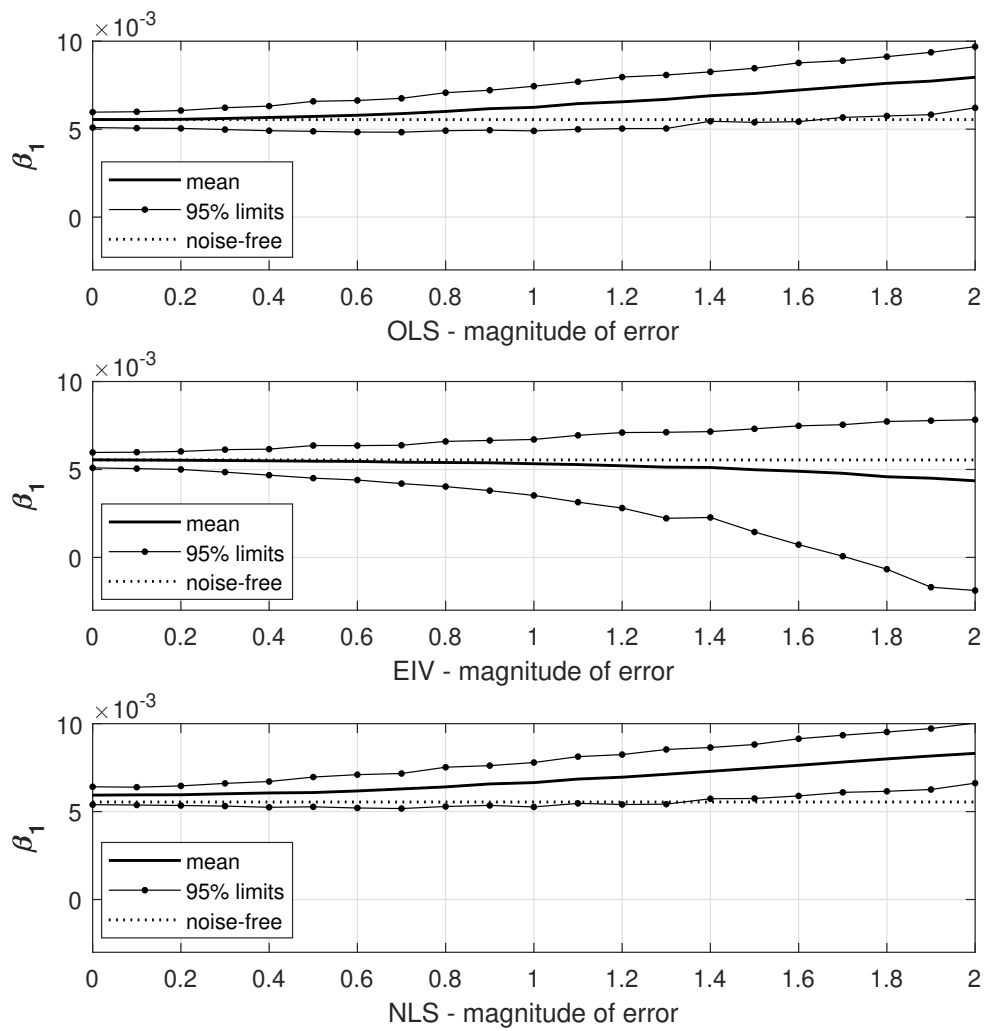 ×10⁻³
10
5
0
β₁
mean
95% limits
noise-free
0 0.2 0.4 0.6 0.8 1 1.2 1.4 1.6 1.8 2
OLS - magnitude of error
×10⁻³
10
5
0
β₁
mean
95% limits
noise-free
0 0.2 0.4 0.6 0.8 1 1.2 1.4 1.6 1.8 2
EIV - magnitude of error
×10⁻³
10
5
0
β₁
mean
95% limits
noise-free
0 0.2 0.4 0.6 0.8 1 1.2 1.4 1.6 1.8 2
NLS - magnitude of error